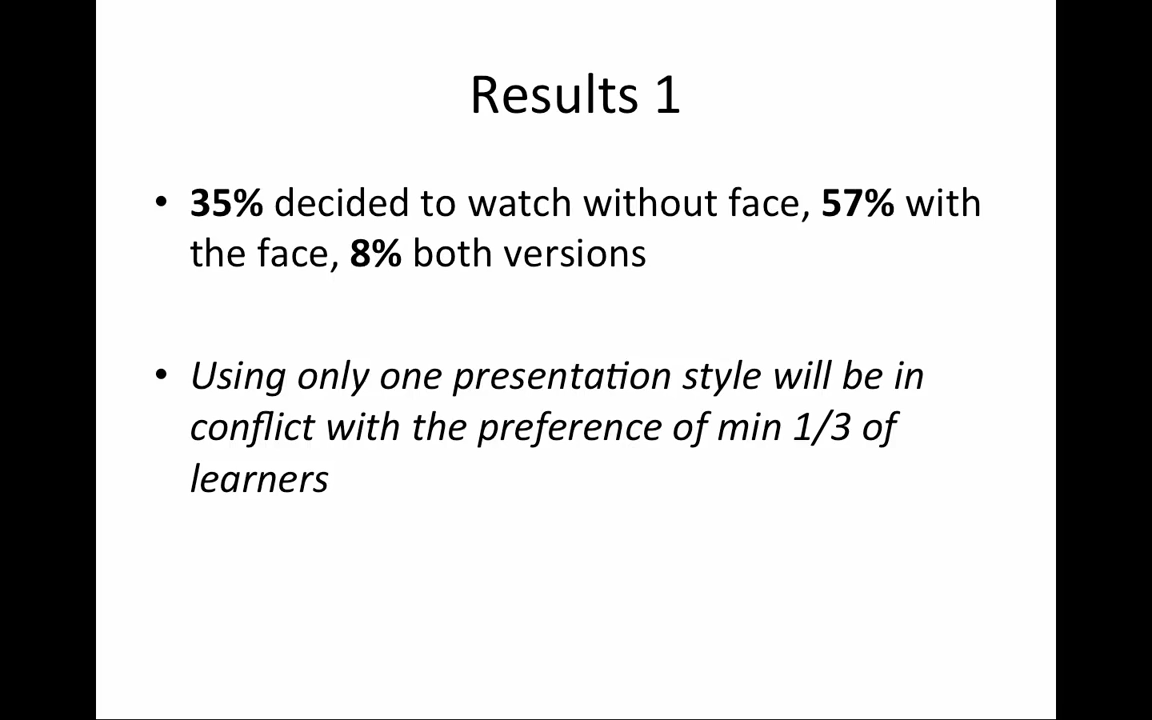 Results 1
• 35% decided to watch without face, 57% with
the face, 8% both versions
• Using only one presentation style will be in
conflict with the preference of min 1/3 of
learners